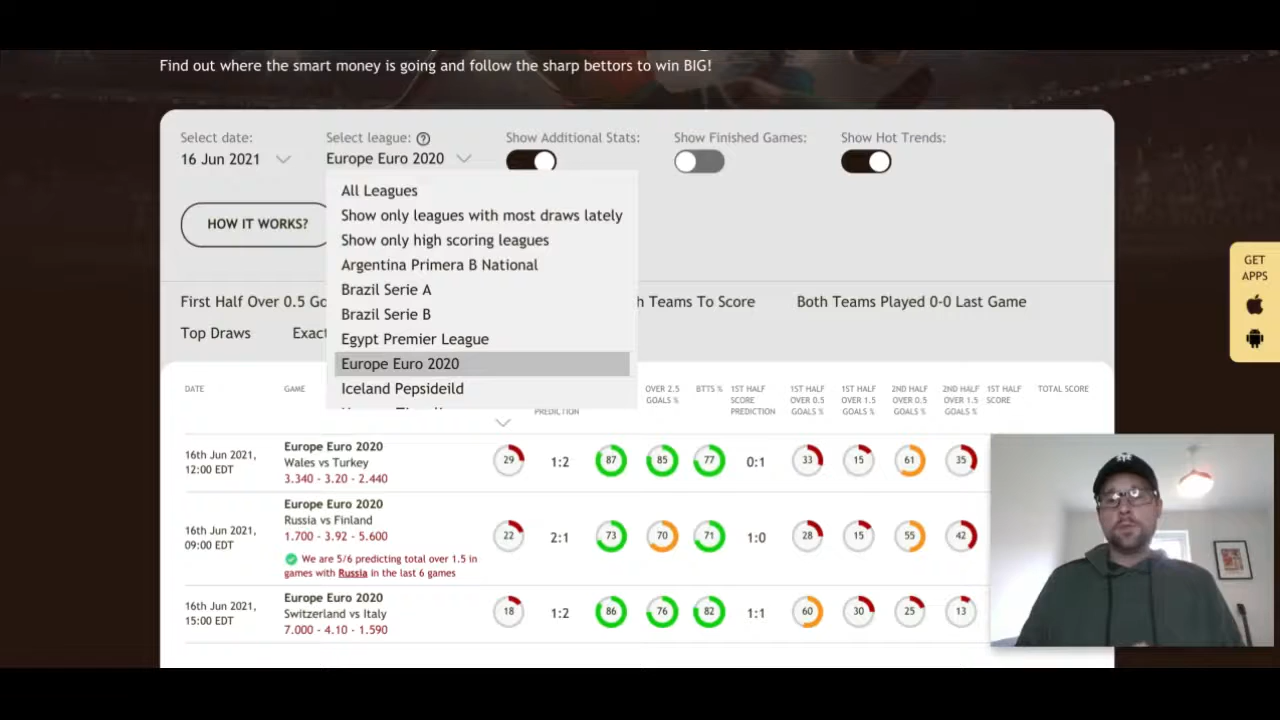 Find out where the smart money is going and follow the sharp bettors to win BIG!
Select date:
16 Jun 2021
Select league: ?
Europe Euro 2020
Show Additional Stats:
Show Finished Games:
Show Hot Trends:
All Leagues
Show only leagues with most draws lately
Show only high scoring leagues
Argentina Primera B National
Brazil Serie A
Brazil Serie B
Egypt Premier League
Europe Euro 2020
Iceland Pepsideild
HOW IT WORKS?
GET
APPS
First Half Over 0.5 Go
h Teams To Score
Both Teams Played 0-0 Last Game
Top Draws
Exact
DATE
GAME
PREDICTION
OVER 2.5
GOALS %
BTTS %
1ST HALF
SCORE
PREDICTION
1ST HALF
OVER 0.5
GOALS %
1ST HALF
OVER 1.5
GOALS %
2ND HALF
OVER 0.5
GOALS %
2ND HALF
OVER 1.5
GOALS %
1ST HALF
SCORE
TOTAL SCORE
16th Jun 2021,
12:00 EDT
Europe Euro 2020
Wales vs Turkey
3.340 - 3.20 - 2.440
29
1:2
87
85
77
0:1
33
15
61
35
16th Jun 2021,
09:00 EDT
Europe Euro 2020
Russia vs Finland
1.700 - 3.92 - 5.600
We are 5/6 predicting total over 1.5 in
games with Russia in the last 6 games
22
2:1
73
70
71
1:0
28
15
55
42
16th Jun 2021,
15:00 EDT
Europe Euro 2020
Switzerland vs Italy
7.000 - 4.10 - 1.590
18
1:2
86
76
82
1:1
60
30
25
13